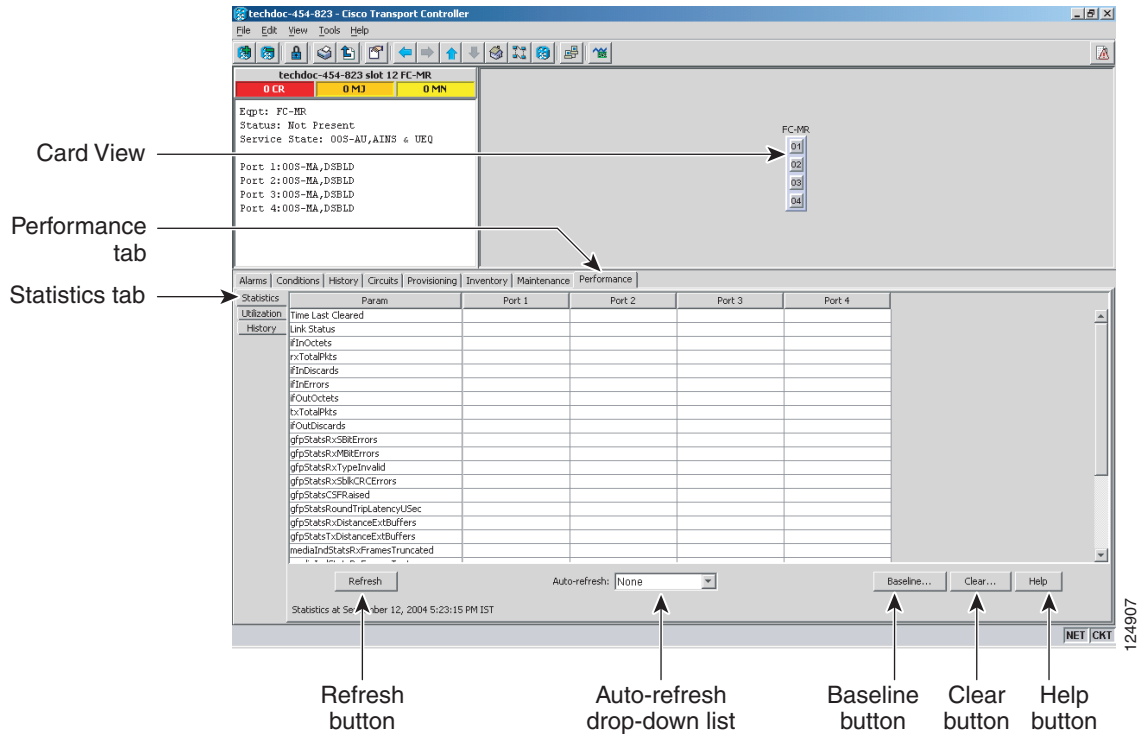 techdoc-454-823 - Cisco Transport Controller
File Edit View Tools Help
techdoc-454-823 slot 12 FC-MR
0 CR 0 MJ 0 MN
Eqpt: FC-MR
Status: Not Present
Service State: OOS-AU,AINS & UEQ
Port 1:OOS-MA,DSBLD
Port 2:OOS-MA,DSBLD
Port 3:OOS-MA,DSBLD
Port 4:OOS-MA,DSBLD
FC-MR
01
02
03
04
Card View
Performance
tab
Statistics tab
Alarms Conditions History Circuits Provisioning Inventory Maintenance Performance
Statistics
Utilization
History
Param Port 1 Port 2 Port 3 Port 4
Time Last Cleared
Link Status
ifInOctets
rxTotalPkts
ifInDiscards
ifInErrors
ifOutOctets
txTotalPkts
ifOutDiscards
gfpStatsRxSBitErrors
gfpStatsRxMBitErrors
gfpStatsRxTypeInvalid
gfpStatsRxSblkCRCErrors
gfpStatsCSFRaised
gfpStatsRoundTripLatencyUSec
gfpStatsRxDistanceExtBuffers
gfpStatsTxDistanceExtBuffers
mediaIndStatsRxFramesTruncated
Refresh Auto-refresh: None Baseline... Clear... Help
Statistics at September 12, 2004 5:23:15 PM IST
NET CKT
124907
Refresh
button
Auto-refresh
drop-down list
Baseline
button
Clear
button
Help
button